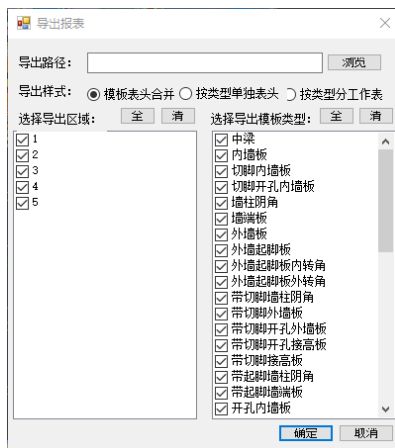 导出报表
导出路径: 浏览
导出样式: 模板表头合并 按类型单独表头 按类型分工作表
选择导出区域: 全 清
1
2
3
4
5
选择导出模板类型: 全 清
中梁
内墙板
切脚内墙板
切脚开孔内墙板
墙柱阴角
墙端板
外墙板
外墙起脚板
外墙起脚板内转角
外墙起脚板外转角
带切脚墙柱阴角
带切脚外墙板
带切脚开孔外墙板
带切脚开孔接高板
带切脚接高板
带起脚墙柱阴角
带起脚墙端板
开孔内墙板
确定 取消